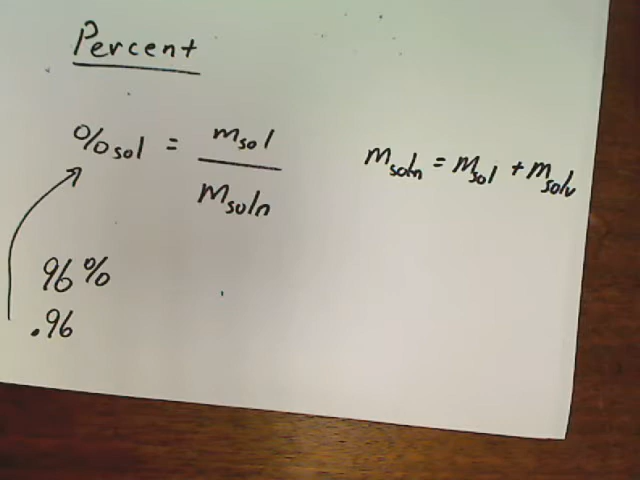 Percent
%sol = msol / msoln
msoln = msol + msolv
96%
.96